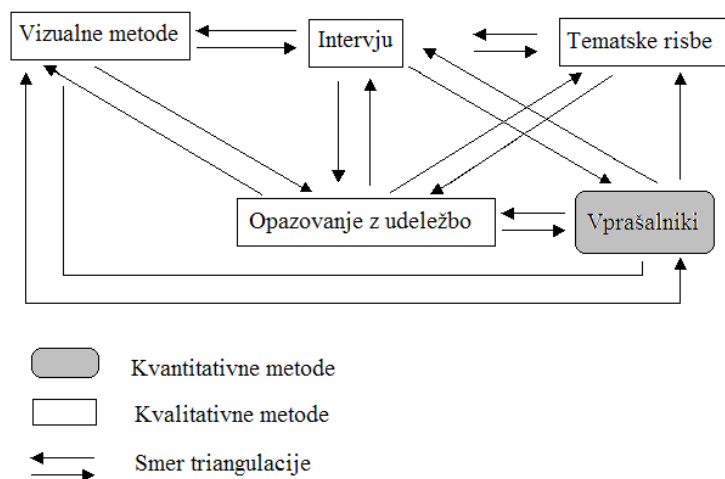 Vizualne metode
Intervju
Tematske risbe
Opazovanje z udeležbo
Vprašalniki
Kvantitativne metode
Kvalitativne metode
Smer triangulacije